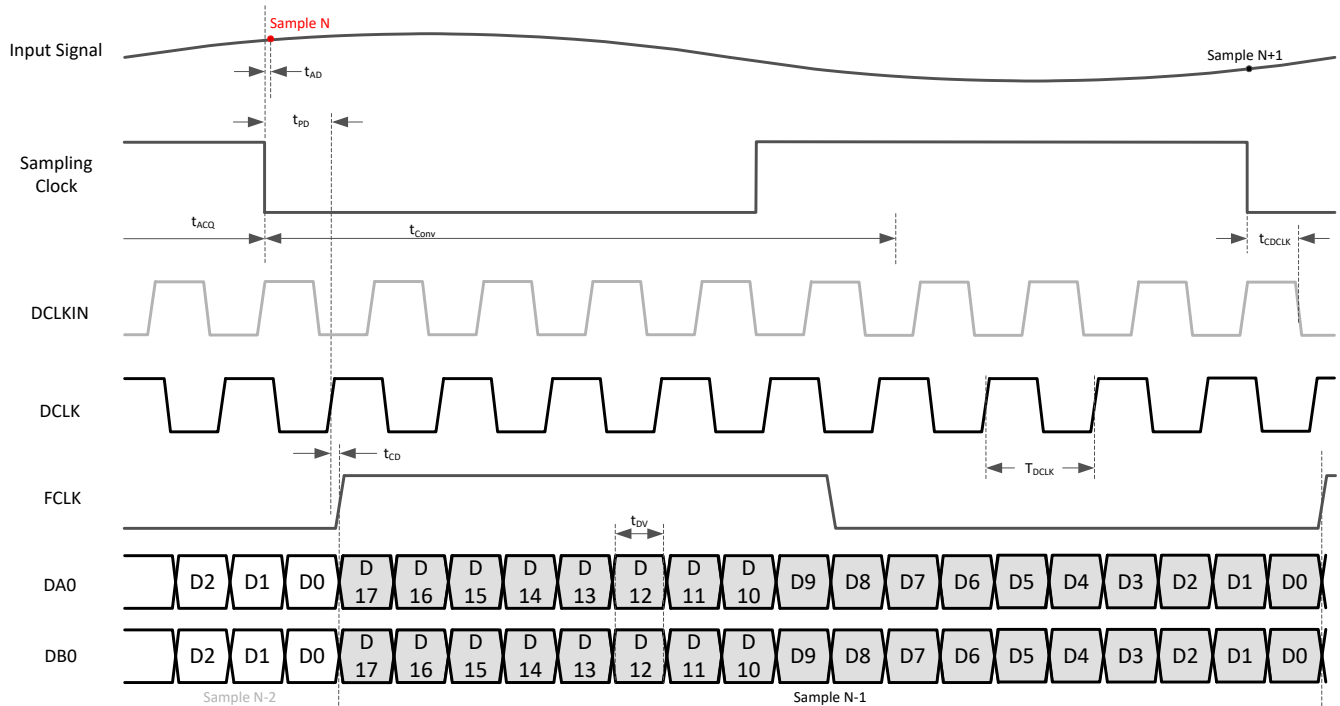 Sample N
Input Signal
Sample N+1
tAD
tPD
Sampling
Clock
tACQ
tConv
tCDCLK
DCLKIN
DCLK
tCD
TDCLK
FCLK
tDV
DA0
D2 D1 D0 D D D D D D D D D9 D8 D7 D6 D5 D4 D3 D2 D1 D0
17 16 15 14 13 12 11 10
DB0
D2 D1 D0 D D D D D D D D D9 D8 D7 D6 D5 D4 D3 D2 D1 D0
17 16 15 14 13 12 11 10
Sample N-2
Sample N-1